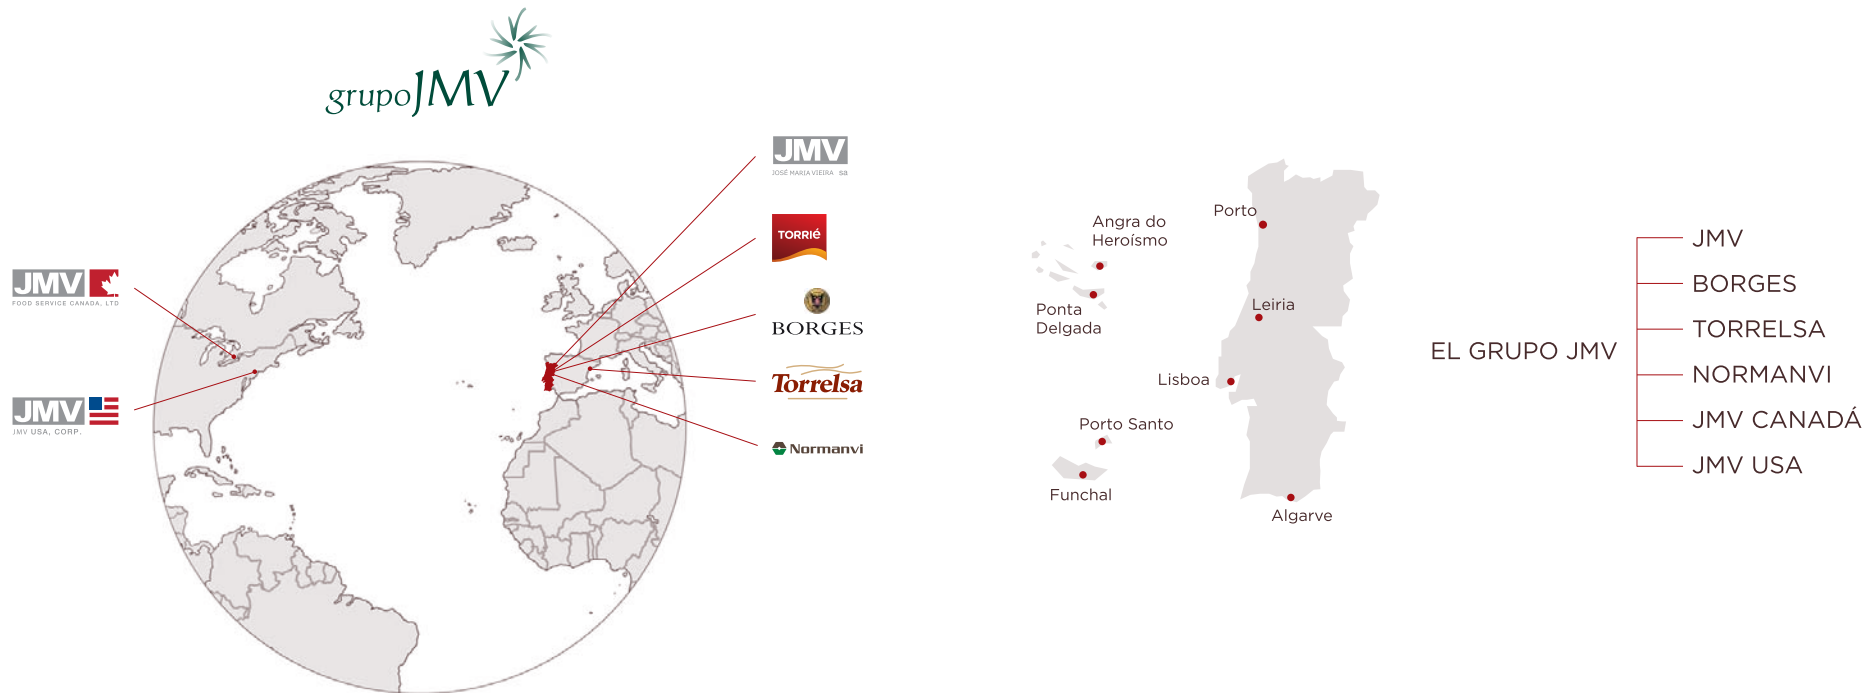 grupoJMV
JMV
JOSÉ MARIA VIEIRA sa
TORRIÉ
BORGES
Torrelsa
Normanvi
JMV
FOOD SERVICE CANADA, LTD
JMV
JMV USA, CORP.
Porto
Angra do
Heroísmo
Ponta
Delgada
Leiria
Lisboa
Porto Santo
Funchal
Algarve
EL GRUPO JMV
JMV
BORGES
TORRELSA
NORMANVI
JMV CANADÁ
JMV USA